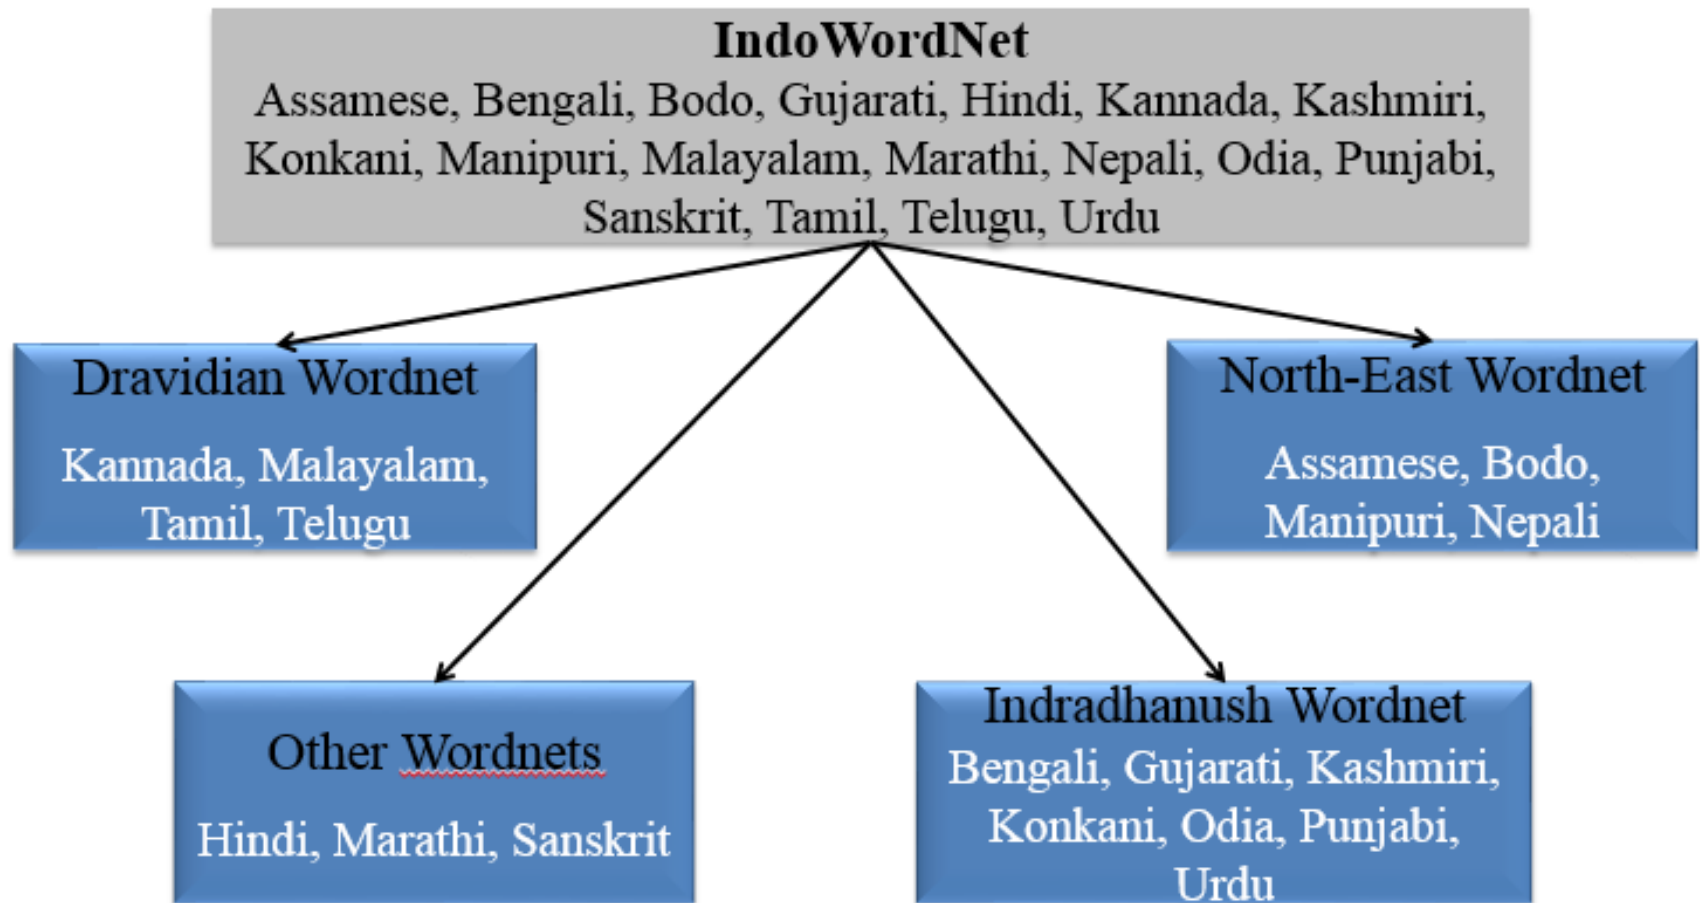 IndoWordNet
Assamese, Bengali, Bodo, Gujarati, Hindi, Kannada, Kashmiri,
Konkani, Manipuri, Malayalam, Marathi, Nepali, Odia, Punjabi,
Sanskrit, Tamil, Telugu, Urdu
Dravidian Wordnet
Kannada, Malayalam,
Tamil, Telugu
North-East Wordnet
Assamese, Bodo,
Manipuri, Nepali
Other Wordnets
Hindi, Marathi, Sanskrit
Indradhanush Wordnet
Bengali, Gujarati, Kashmiri,
Konkani, Odia, Punjabi,
Urdu